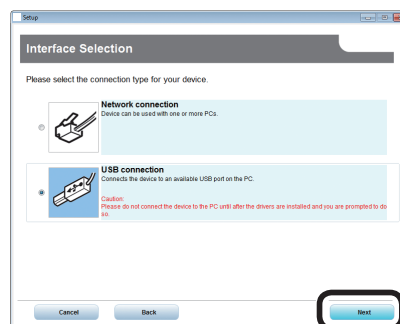 Setup
Interface Selection
Please select the connection type for your device.
Network connection
Device can be used with one or more PCs.
USB connection
Connects the device to an available USB port on the PC.
Caution:
Please do not connect the device to the PC until after the drivers are installed and you are prompted to do
so.
Cancel
Back
Next